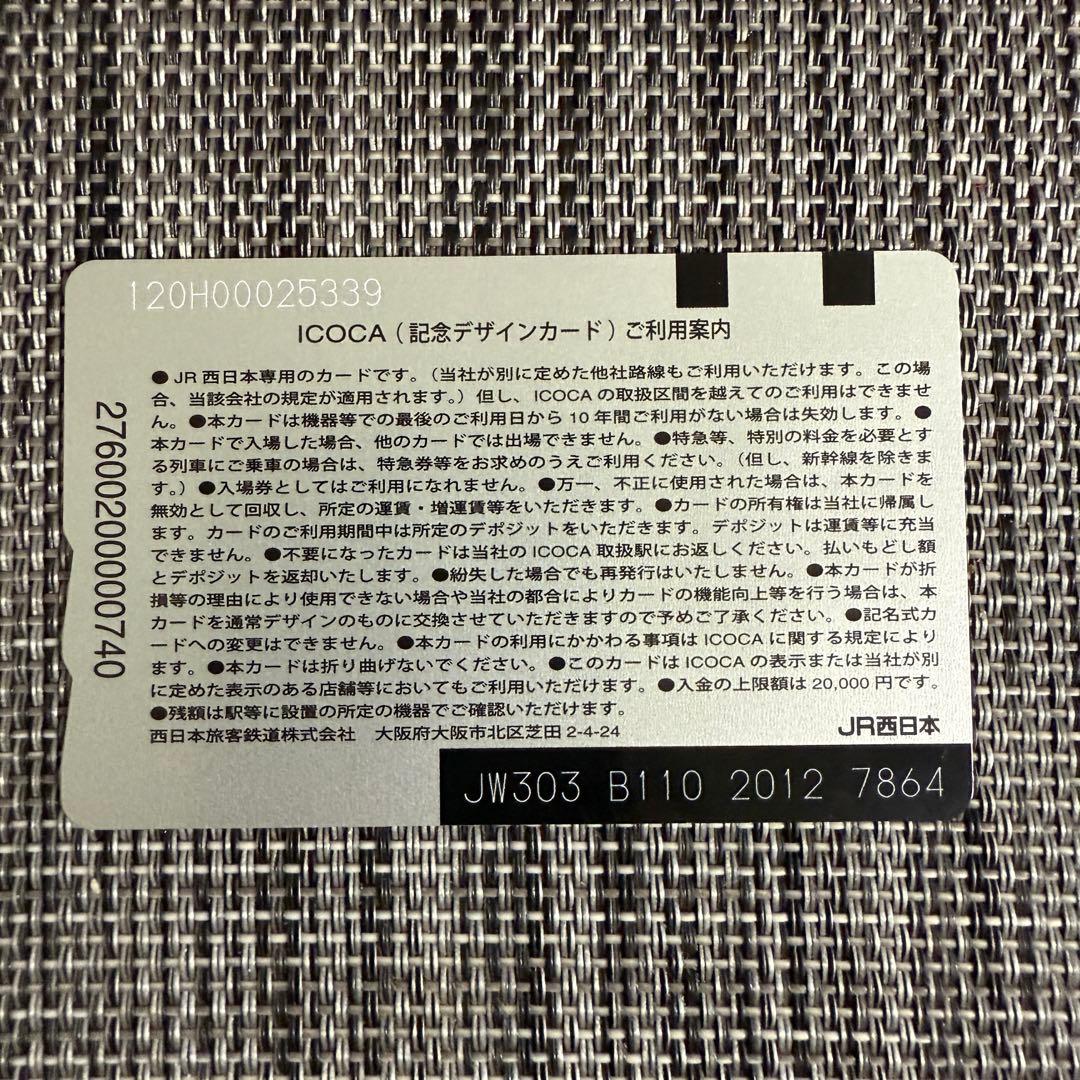 120H00025339
ICOCA(記念デザインカード)ご利用案内
●JR西日本専用のカードです。(当社が別に定めた他社路線もご利用いただけます。この場
合、当該会社の規定が適用されます。)但し、ICOCAの取扱区間を越えてのご利用はできませ
ん。●本カードは機器等での最後のご利用日から10年間ご利用がない場合は失効します。●
本カードで入場した場合、他のカードでは出場できません。●特急等、特別の料金を必要とす
る列車にご乗車の場合は、特急券等をお求めのうえご利用ください。(但し、新幹線を除きま
す。)●入場券としてはご利用になれません。●万一、不正に使用された場合は、本カードを
無効として回収し、所定の運賃・増運賃等をいただきます。●カードの所有権は当社に帰属し
ます。カードのご利用期間中は所定のデポジットをいただきます。デポジットは運賃等に充当
できません。●不要になったカードは当社のICOCA取扱駅にお返しください。払いもどし額
とデポジットを返却いたします。●紛失した場合でも再発行はいたしません。●本カードが折
損等の理由により使用できない場合や当社の都合によりカードの機能向上等を行う場合は、本
カードを通常デザインのものに交換させていただきますので予めご了承ください。●記名式カ
ードへの変更はできません。●本カードの利用にかかわる事項はICOCAに関する規定により
ます。●本カードは折り曲げないでください。●このカードはICOCAの表示または当社が別
に定めた表示のある店舗等においてもご利用いただけます。●入金の上限額は20,000円です。
●残額は駅等に設置の所定の機器でご確認いただけます。
西日本旅客鉄道株式会社 大阪府大阪市北区芝田2-4-24
JR西日本
JW303 B110 2012 7864
27600200000740